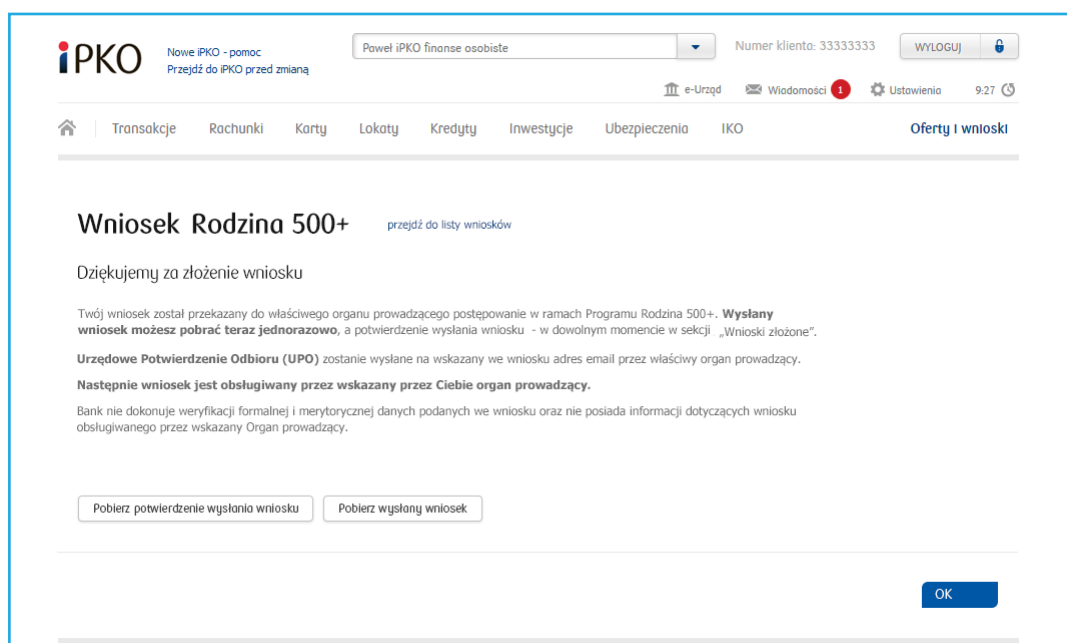 iPKO
Nowe iPKO - pomoc
Przejdź do iPKO przed zmianą
Paweł iPKO finanse osobiste
Numer klienta: 33333333
WYLOGUJ
e-Urząd
Wiadomości 1
Ustawienia
9:27
Transakcje Rachunki Karty Lokaty Kredyty Inwestycje Ubezpieczenia IKO Oferty i wnioski
Wniosek Rodzina 500+ przejdź do listy wniosków
Dziękujemy za złożenie wniosku
Twój wniosek został przekazany do właściwego organu prowadzącego postępowanie w ramach Programu Rodzina 500+. Wysłany
wniosek możesz pobrać teraz jednorazowo, a potwierdzenie wysłania wniosku - w dowolnym momencie w sekcji „Wnioski złożone".
Urzędowe Potwierdzenie Odbioru (UPO) zostanie wysłane na wskazany we wniosku adres email przez właściwy organ prowadzący.
Następnie wniosek jest obsługiwany przez wskazany przez Ciebie organ prowadzący.
Bank nie dokonuje weryfikacji formalnej i merytorycznej danych podanych we wniosku oraz nie posiada informacji dotyczących wniosku
obsługiwanego przez wskazany Organ prowadzący.
Pobierz potwierdzenie wysłania wniosku Pobierz wysłany wniosek
OK